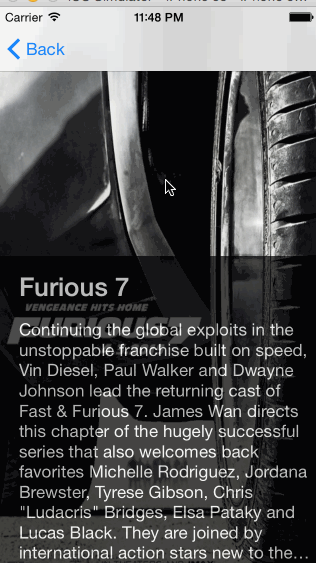 Carrier 11:48 PM
Back
Furious 7
VENGEANCE HITS HOME
FURIOUS 7
Continuing the global exploits in the
unstoppable franchise built on speed,
Vin Diesel, Paul Walker and Dwayne
Johnson lead the returning cast of
Fast & Furious 7. James Wan directs
this chapter of the hugely successful
series that also welcomes back
favorites Michelle Rodriguez, Jordana
Brewster, Tyrese Gibson, Chris
"Ludacris" Bridges, Elsa Pataky and
Lucas Black. They are joined by
international action stars new to the…